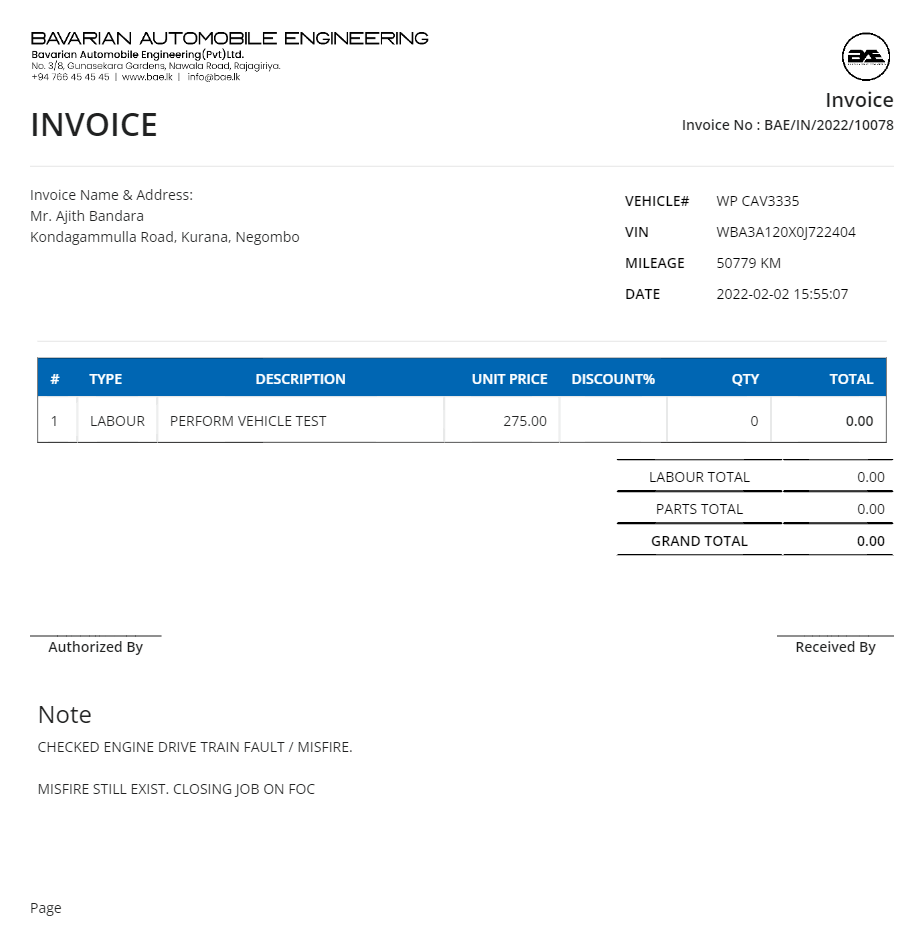 BAVARIAN AUTOMOBILE ENGINEERING
Bavarian Automobile Engineering(Pvt)Ltd.
No. 3/8, Gunasekara Gardens, Nawala Road, Rajagiriya.
+94 766 45 45 45 | www.bae.lk | info@bae.lk
BAE
Invoice
INVOICE
Invoice No : BAE/IN/2022/10078
Invoice Name & Address:
Mr. Ajith Bandara
Kondagammulla Road, Kurana, Negombo
VEHICLE# WP CAV3335
VIN WBA3A120X0J722404
MILEAGE 50779 KM
DATE 2022-02-02 15:55:07
# TYPE DESCRIPTION UNIT PRICE DISCOUNT% QTY TOTAL
1 LABOUR PERFORM VEHICLE TEST 275.00 0 0.00
LABOUR TOTAL 0.00
PARTS TOTAL 0.00
GRAND TOTAL 0.00
Authorized By Received By
Note
CHECKED ENGINE DRIVE TRAIN FAULT / MISFIRE.
MISFIRE STILL EXIST. CLOSING JOB ON FOC
Page